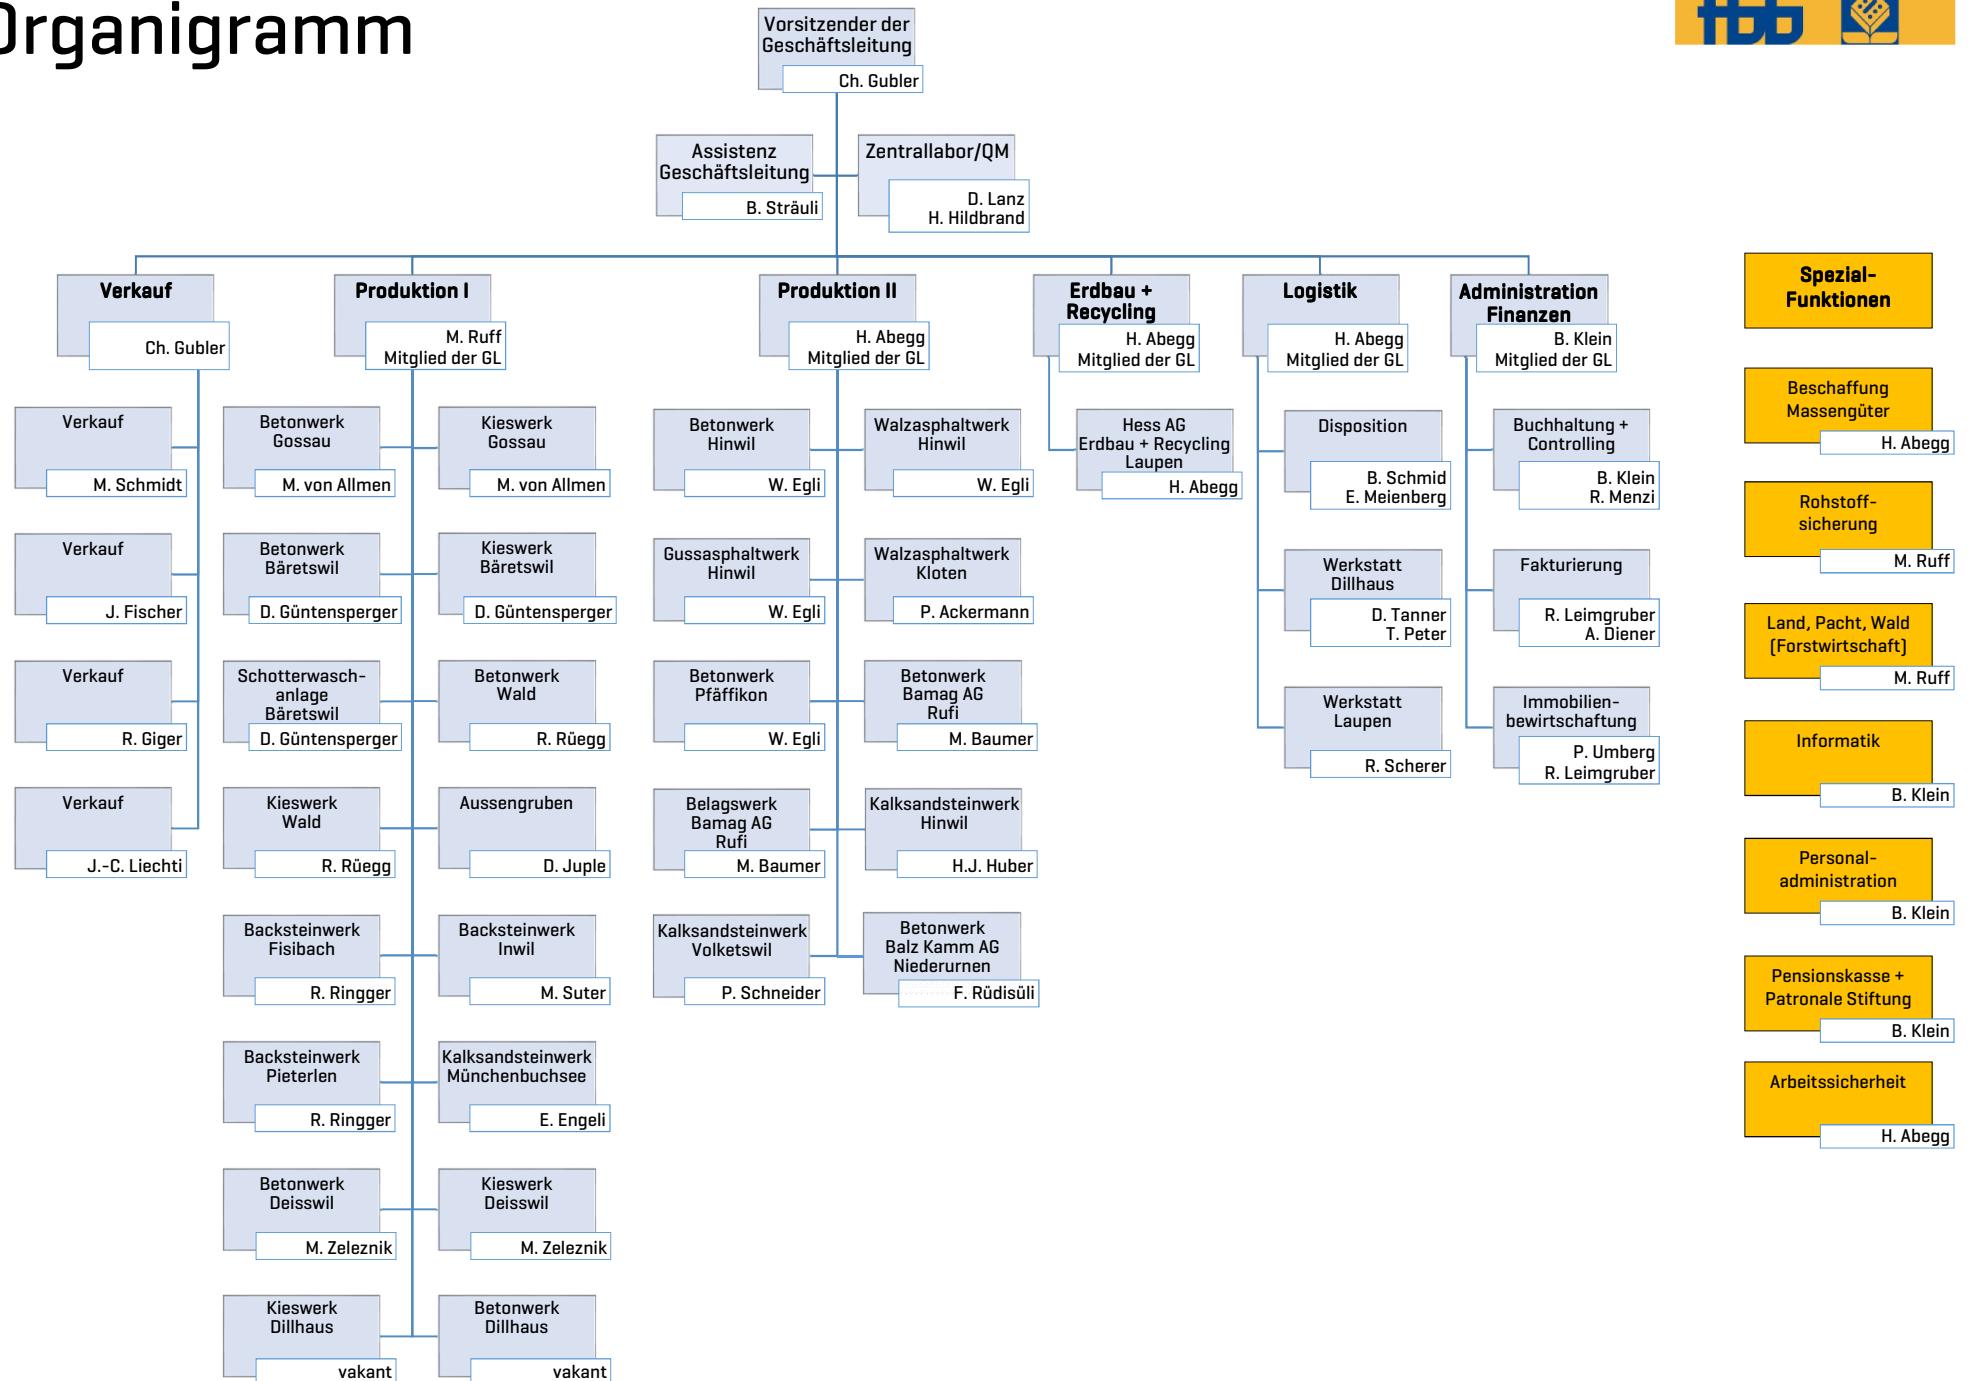 Organigramm
fbb
Vorsitzender der
Geschäftsleitung
Ch. Gubler
Assistenz
Geschäftsleitung
B. Sträuli
Zentrallabor/QM
D. Lanz
H. Hildbrand
Verkauf
Ch. Gubler
Verkauf
M. Schmidt
Verkauf
J. Fischer
Verkauf
R. Giger
Verkauf
J.-C. Liechti
Produktion I
M. Ruff
Mitglied der GL
Betonwerk
Gossau
M. von Allmen
Kieswerk
Gossau
M. von Allmen
Betonwerk
Bäretswil
D. Güntensperger
Kieswerk
Bäretswil
D. Güntensperger
Schotterwasch-
anlage
Bäretswil
D. Güntensperger
Betonwerk
Wald
R. Rüegg
Kieswerk
Wald
R. Rüegg
Aussengruben
D. Juple
Backsteinwerk
Fisibach
R. Ringger
Backsteinwerk
Inwil
M. Suter
Backsteinwerk
Pieterlen
R. Ringger
Kalksandsteinwerk
Münchenbuchsee
E. Engeli
Betonwerk
Deisswil
M. Zeleznik
Kieswerk
Deisswil
M. Zeleznik
Kieswerk
Dillhaus
vakant
Betonwerk
Dillhaus
vakant
Produktion II
H. Abegg
Mitglied der GL
Betonwerk
Hinwil
W. Egli
Walzasphaltwerk
Hinwil
W. Egli
Gussasphaltwerk
Hinwil
W. Egli
Walzasphaltwerk
Kloten
P. Ackermann
Betonwerk
Pfäffikon
W. Egli
Betonwerk
Bamag AG
Rufi
M. Baumer
Belagswerk
Bamag AG
Rufi
M. Baumer
Kalksandsteinwerk
Hinwil
H.J. Huber
Kalksandsteinwerk
Volketswil
P. Schneider
Betonwerk
Balz Kamm AG
Niederurnen
F. Rüdisüli
Erdbau +
Recycling
H. Abegg
Mitglied der GL
Hess AG
Erdbau + Recycling
Laupen
H. Abegg
Logistik
H. Abegg
Mitglied der GL
Disposition
B. Schmid
E. Meienberg
Werkstatt
Dillhaus
D. Tanner
T. Peter
Werkstatt
Laupen
R. Scherer
Administration
Finanzen
B. Klein
Mitglied der GL
Buchhaltung +
Controlling
B. Klein
R. Menzi
Fakturierung
R. Leimgruber
A. Diener
Immobilien-
bewirtschaftung
P. Umberg
R. Leimgruber
Spezial-
Funktionen
Beschaffung
Massengüter
H. Abegg
Rohstoff-
sicherung
M. Ruff
Land, Pacht, Wald
(Forstwirtschaft)
M. Ruff
Informatik
B. Klein
Personal-
administration
B. Klein
Pensionskasse +
Patronale Stiftung
B. Klein
Arbeitssicherheit
H. Abegg